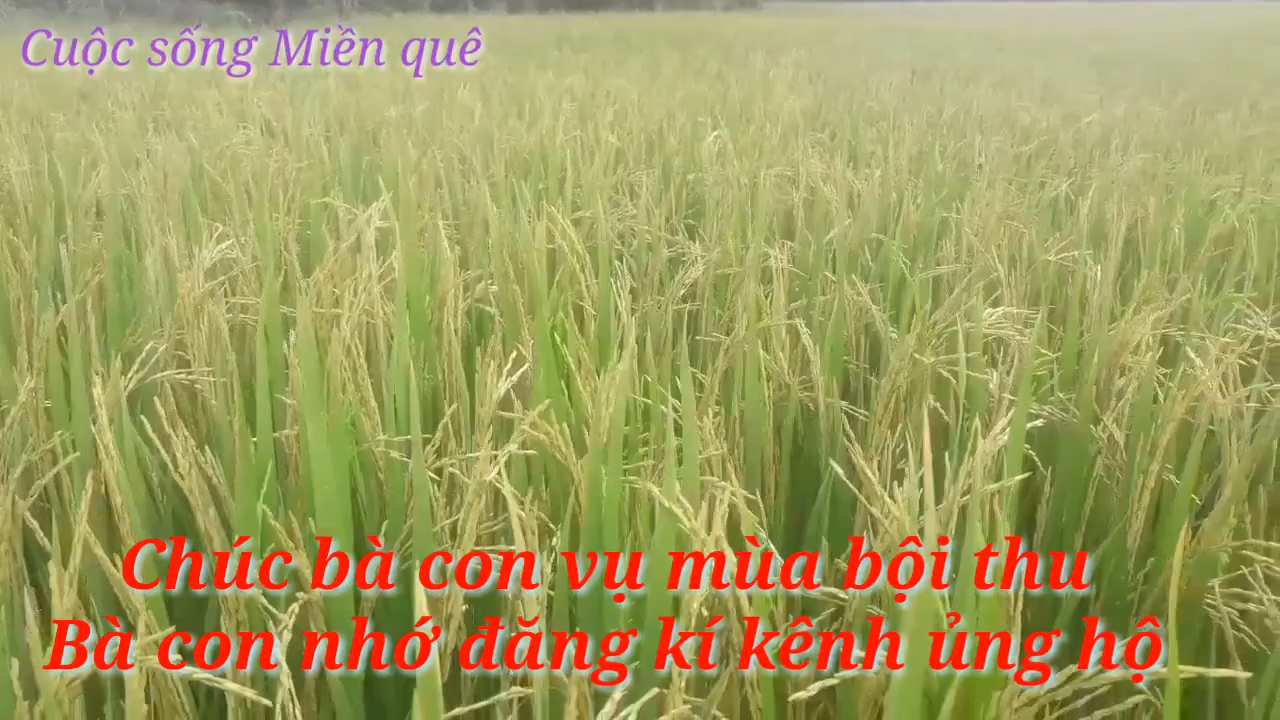 Cuộc sống Miền quê
Chúc bà con vụ mùa bội thu
Bà con nhớ đăng kí kênh ủng hộ